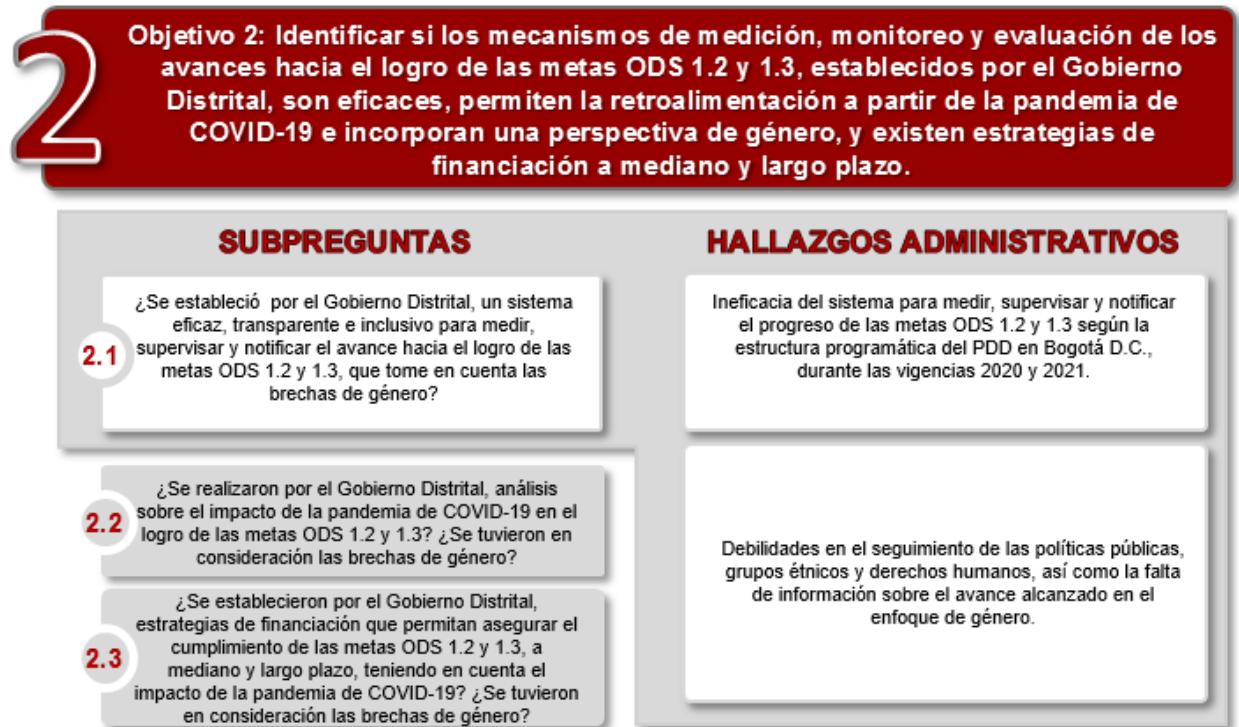 2
Objetivo 2: Identificar si los mecanismos de medición, monitoreo y evaluación de los
avances hacia el logro de las metas ODS 1.2 y 1.3, establecidos por el Gobierno
Distrital, son eficaces, permiten la retroalimentación a partir de la pandemia de
COVID-19 e incorporan una perspectiva de género, y existen estrategias de
financiación a mediano y largo plazo.
SUBPREGUNTAS
2.1
¿Se estableció por el Gobierno Distrital, un sistema
eficaz, transparente e inclusivo para medir,
supervisar y notificar el avance hacia el logro de las
metas ODS 1.2 y 1.3, que tome en cuenta las
brechas de género?
2.2
¿Se realizaron por el Gobierno Distrital, análisis
sobre el impacto de la pandemia de COVID-19 en el
logro de las metas ODS 1.2 y 1.3? ¿Se tuvieron en
consideración las brechas de género?
2.3
¿Se establecieron por el Gobierno Distrital,
estrategias de financiación que permitan asegurar el
cumplimiento de las metas ODS 1.2 y 1.3, a
mediano y largo plazo, teniendo en cuenta el
impacto de la pandemia de COVID-19? ¿Se tuvieron
en consideración las brechas de género?
HALLAZGOS ADMINISTRATIVOS
Ineficacia del sistema para medir, supervisar y notificar
el progreso de las metas ODS 1.2 y 1.3 según la
estructura programática del PDD en Bogotá D.C.,
durante las vigencias 2020 y 2021.
Debilidades en el seguimiento de las políticas públicas,
grupos étnicos y derechos humanos, así como la falta
de información sobre el avance alcanzado en el
enfoque de género.